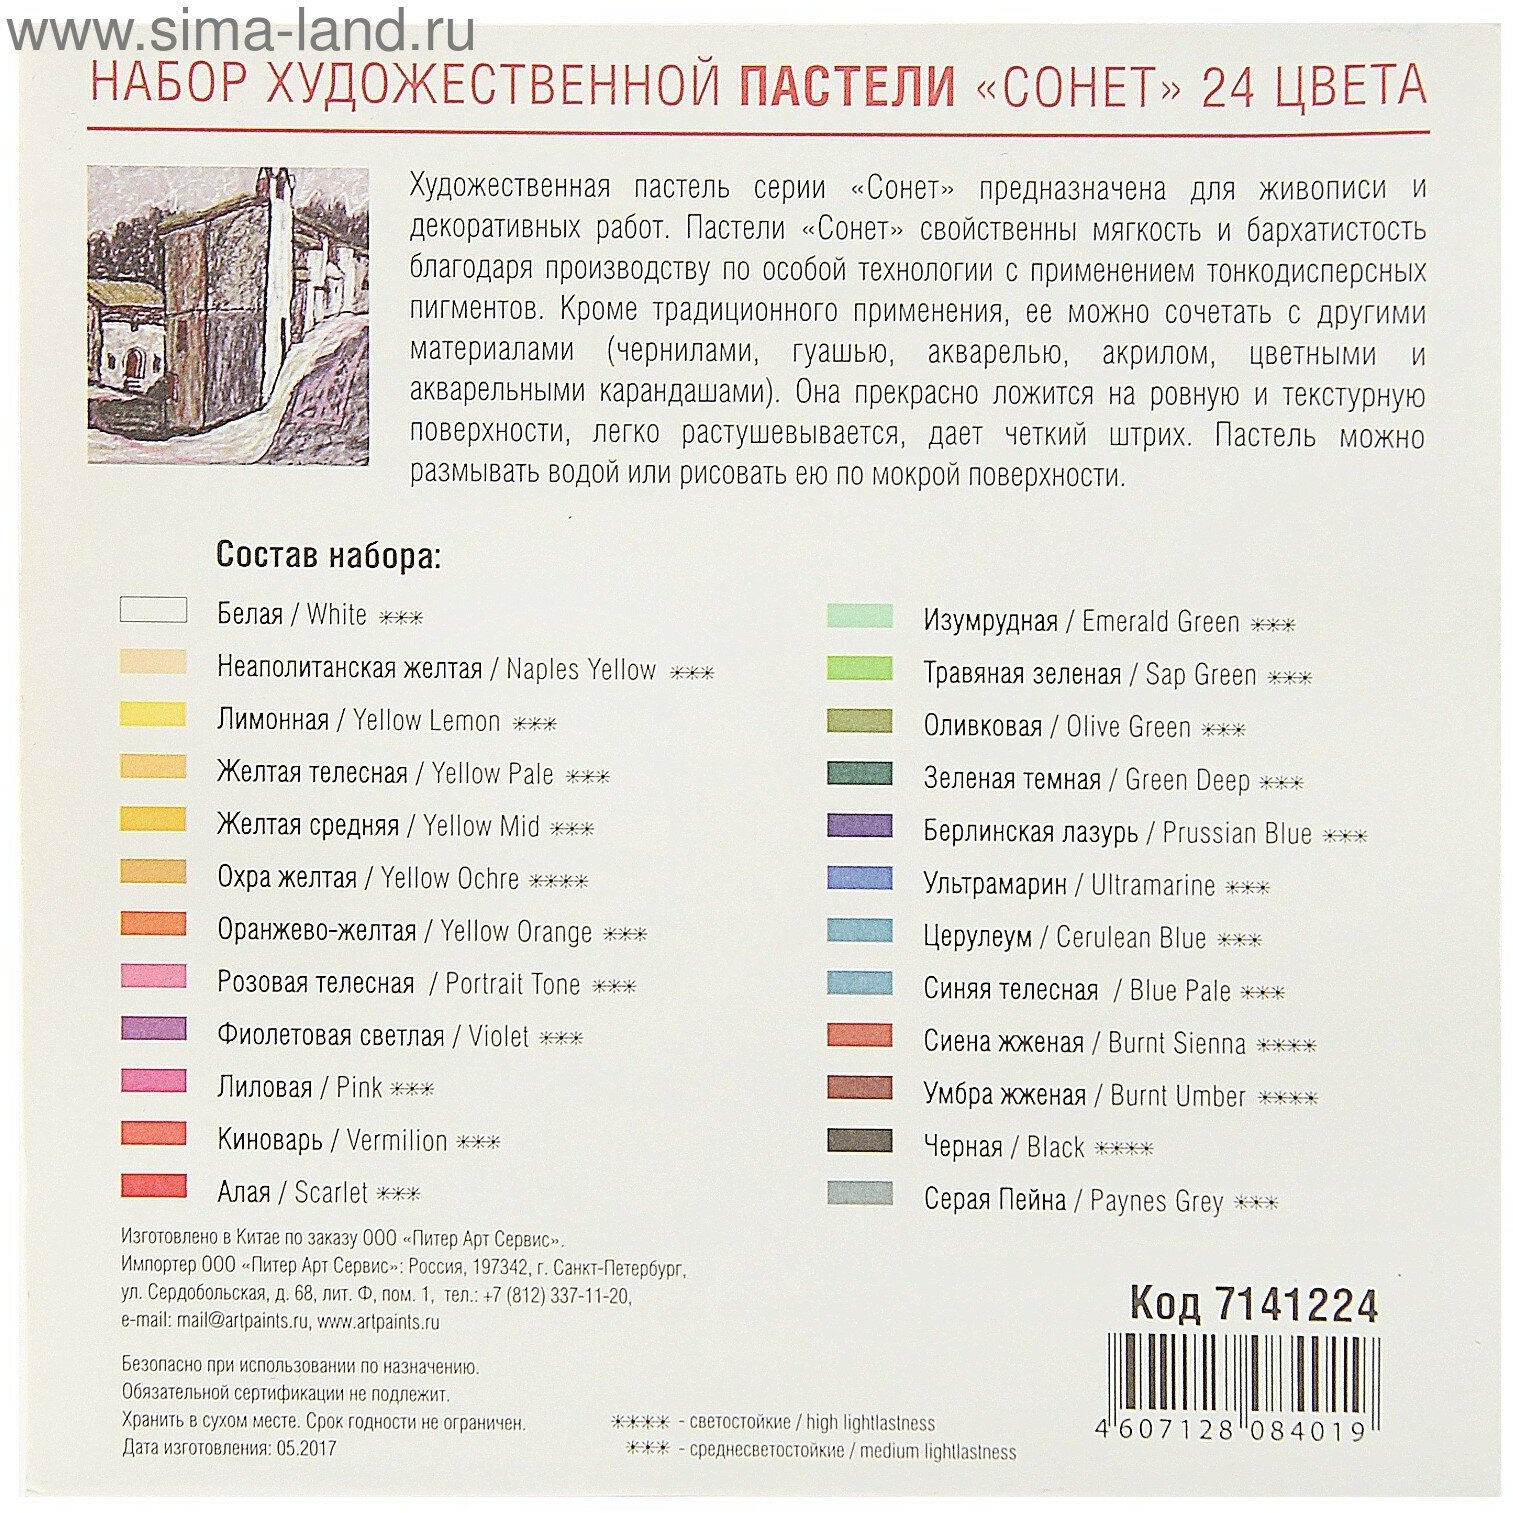 www.sima-land.ru
НАБОР ХУДОЖЕСТВЕННОЙ ПАСТЕЛИ «СОНЕТ» 24 ЦВЕТА
Художественная пастель серии «Сонет» предназначена для живописи и
декоративных работ. Пастели «Сонет» свойственны мягкость и бархатистость
благодаря производству по особой технологии с применением тонкодисперсных
пигментов. Кроме традиционного применения, ее можно сочетать с другими
материалами (чернилами, гуашью, акварелью, акрилом, цветными и
акварельными карандашами). Она прекрасно ложится на ровную и текстурную
поверхности, легко растушевывается, дает четкий штрих. Пастель можно
размывать водой или рисовать ею по мокрой поверхности.
Состав набора:
Белая / White ***
Неаполитанская желтая / Naples Yellow ***
Лимонная / Yellow Lemon ***
Желтая телесная / Yellow Pale ***
Желтая средняя / Yellow Mid ***
Охра желтая / Yellow Ochre ****
Оранжево-желтая / Yellow Orange ***
Розовая телесная / Portrait Tone ***
Фиолетовая светлая / Violet ***
Лиловая / Pink ***
Киноварь / Vermilion ***
Алая / Scarlet ***
Изумрудная / Emerald Green ***
Травяная зеленая / Sap Green ***
Оливковая / Olive Green ***
Зеленая темная / Green Deep ***
Берлинская лазурь / Prussian Blue ***
Ультрамарин / Ultramarine ***
Церулеум / Cerulean Blue ***
Синяя телесная / Blue Pale ***
Сиена жженая / Burnt Sienna ****
Умбра жженая / Burnt Umber ****
Черная / Black ****
Серая Пейна / Paynes Grey ***
Изготовлено в Китае по заказу ООО «Питер Арт Сервис».
Импортер ООО «Питер Арт Сервис»: Россия, 197342, г. Санкт-Петербург,
ул. Сердобольская, д. 68, лит. Ф, пом. 1, тел.: +7 (812) 337-11-20,
e-mail: mail@artpaints.ru, www.artpaints.ru
Безопасно при использовании по назначению.
Обязательной сертификации не подлежит.
Хранить в сухом месте. Срок годности не ограничен.
Дата изготовления: 05.2017
**** - светостойкие / high lightlastness
*** - среднесветостойкие / medium lightlastness
Код 7141224
4 607128 084019